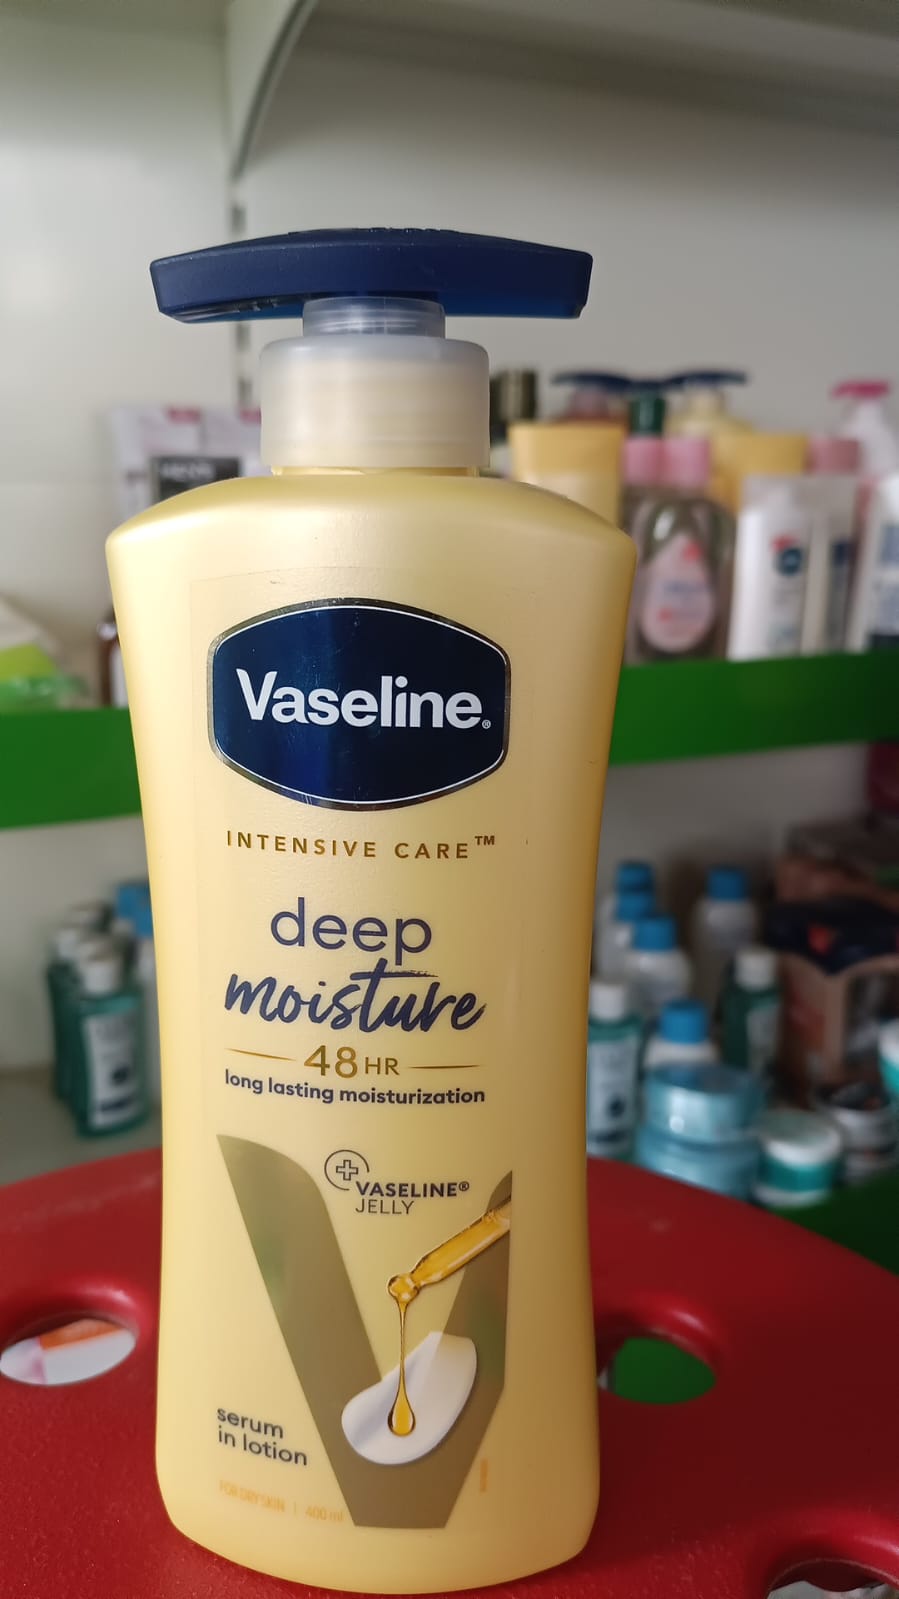 Vaseline®
INTENSIVE CARE™
deep
moisture
48 HR
long lasting moisturization
VASELINE®
JELLY
serum
in lotion
FOR DRY SKIN | 400 ml